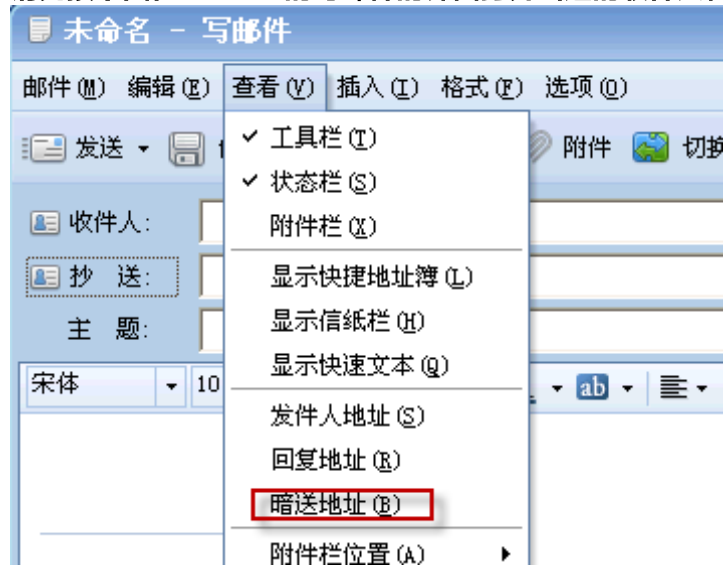 未命名 - 写邮件
邮件(M) 编辑(E) 查看(V) 插入(I) 格式(F) 选项(O)
发送 附件 切换
✓ 工具栏(T)
✓ 状态栏(S)
附件栏(X)
收件人:
抄 送:
主 题:
显示快捷地址簿(L)
显示信纸栏(H)
显示快速文本(Q)
宋体 10 ab
发件人地址(S)
回复地址(R)
暗送地址(B)
附件栏位置(A)